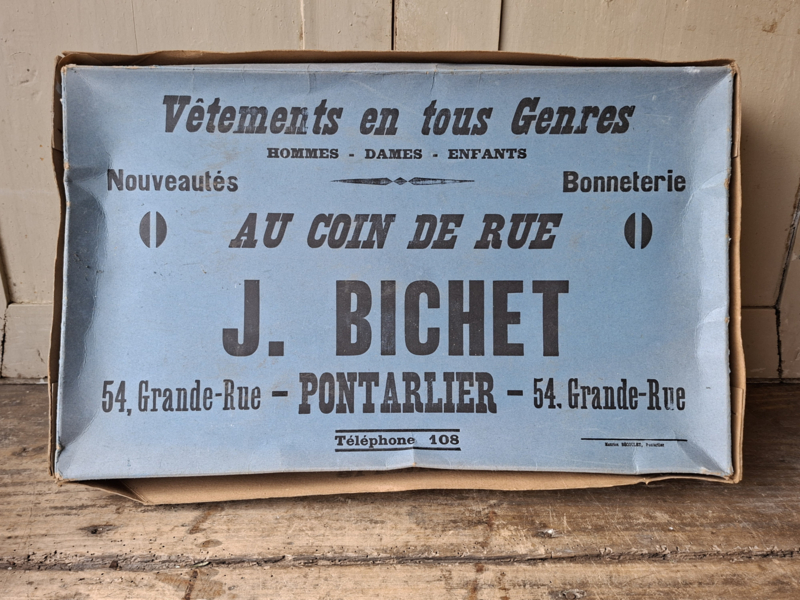 Vêtements en tous Genres
HOMMES - DAMES - ENFANTS
Nouveautés Bonneterie
AU COIN DE RUE
J. BICHET
54, Grande-Rue - PONTARLIER - 54, Grande-Rue
Téléphone 108